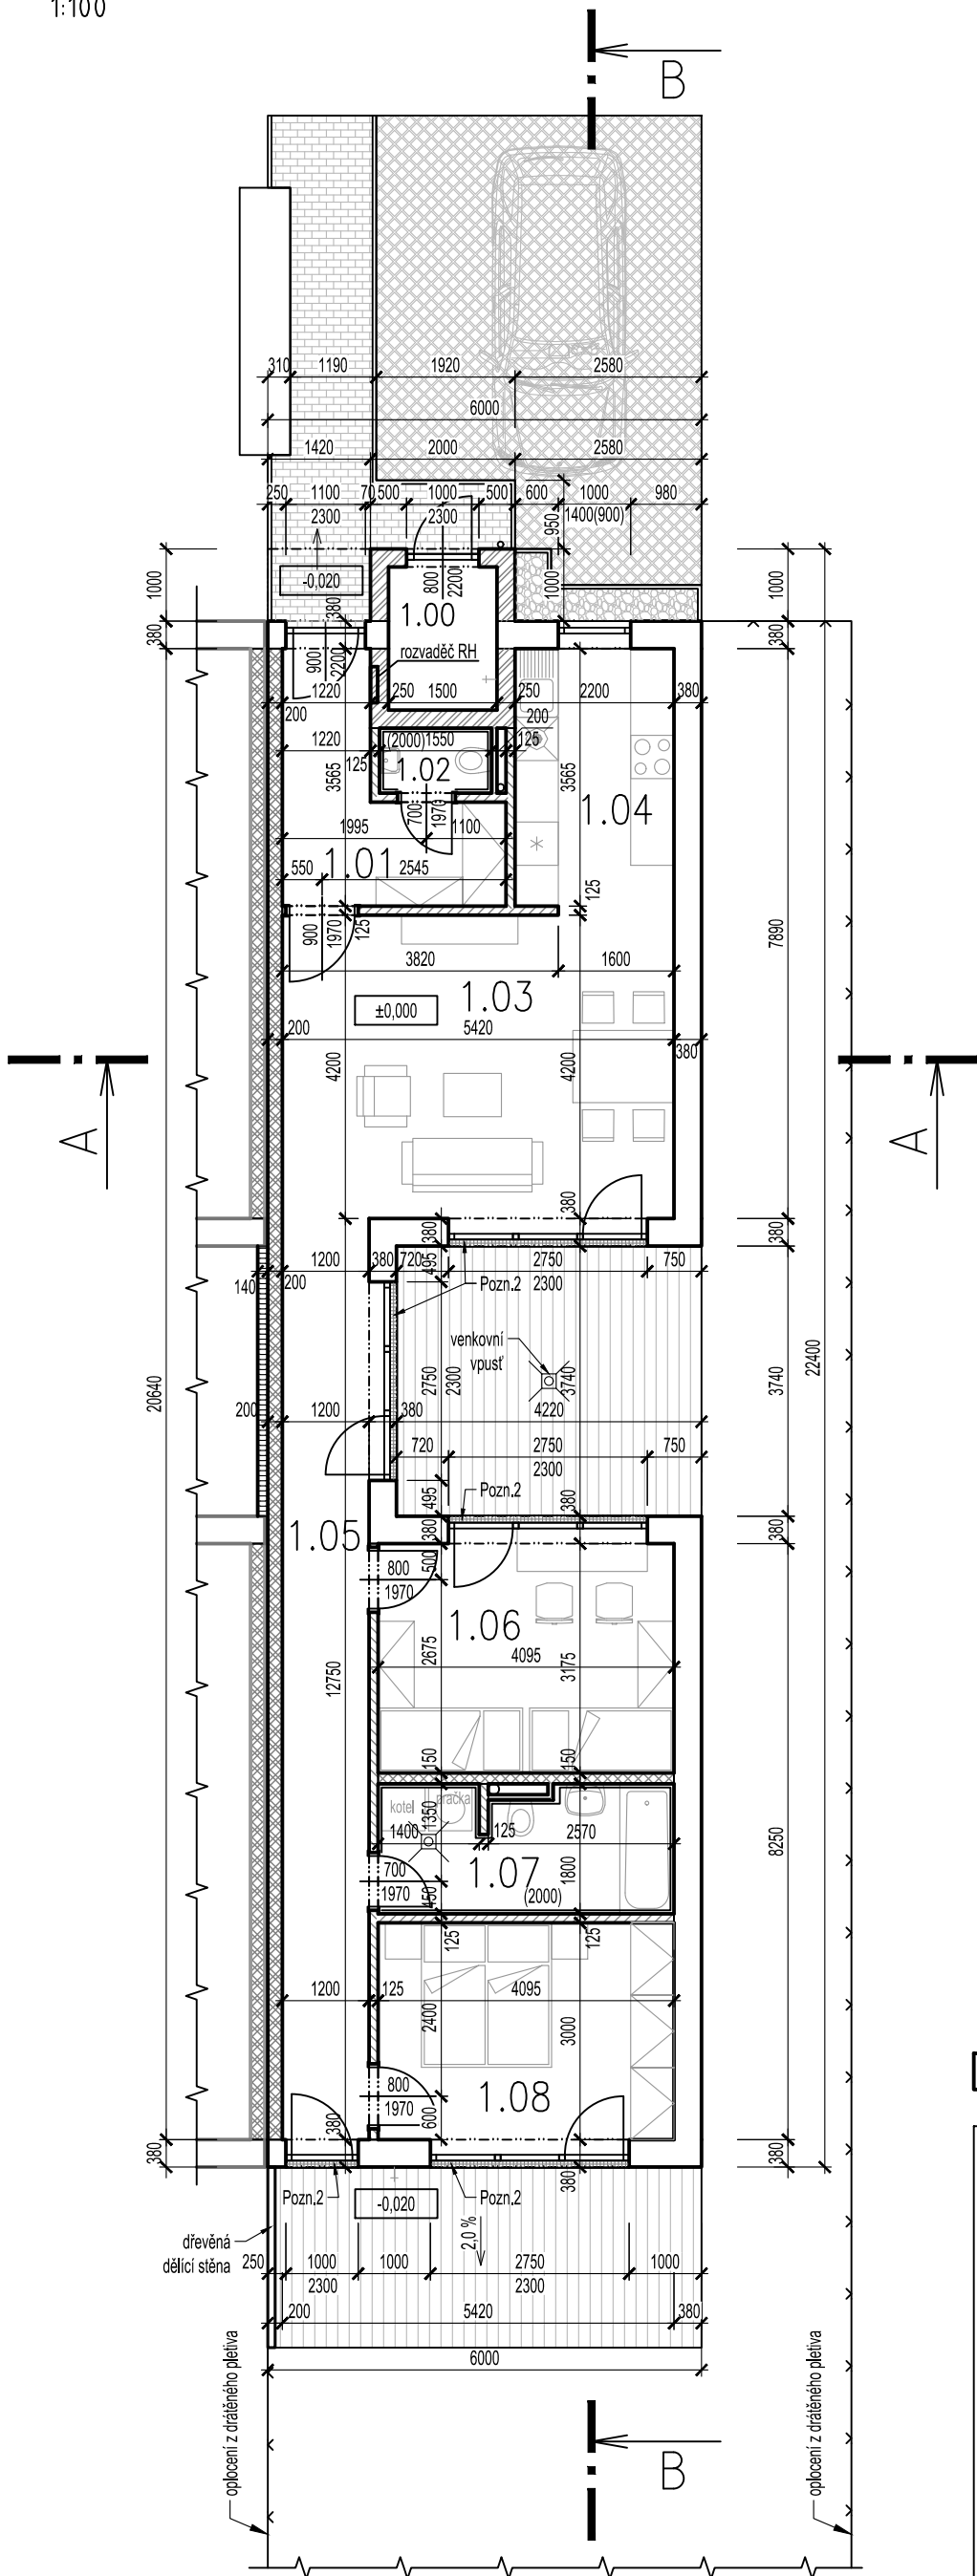 1:100
B
310 1190 1920 2580
6000
1420 2000 2580
250 1100 70 500 1000 500 600 1000 980
2300 2300 950 1400(900)
-0,020
1000 800 2200 1000 1000
1.00
380 380 380
rozvaděč RH
900 2200
1220 250 1500 250 2200 380
200 200
1220 (2000) 1550 125
125 1.02
3565 3565
700 1970
1.04
1995 1100
1.01
550 2545
125
900 1970 125
3820 1600
7890
1.03
±0,000
200 5420 380
4200 4200
A A
380 380 380
1200 380 720 495 2750 750
140 200 2300
Pozn.2
venkovní
vpusť
20640 2750 2300 3740 3740 22400
200 1200 380 4220
720 2750 750
2300
495 380
Pozn.2
380 380
1.05
500
800
1970
1.06
2675 4095 3175
12750
150 150
kotel pračka
1350
1400 125 2570
8250
700 1.07 1800
1970 450 (2000)
125 125
1200 125 4095
2400 3000
800
1970 600
1.08
380 380 380 380
Pozn.2 -0,020 Pozn.2
2,0 %
dřevěná
dělící stěna
250 1000 1000 2750 1000
2300 2300
200 5420 380
6000
oplocení z drátěného pletiva
oplocení z drátěného pletiva
B